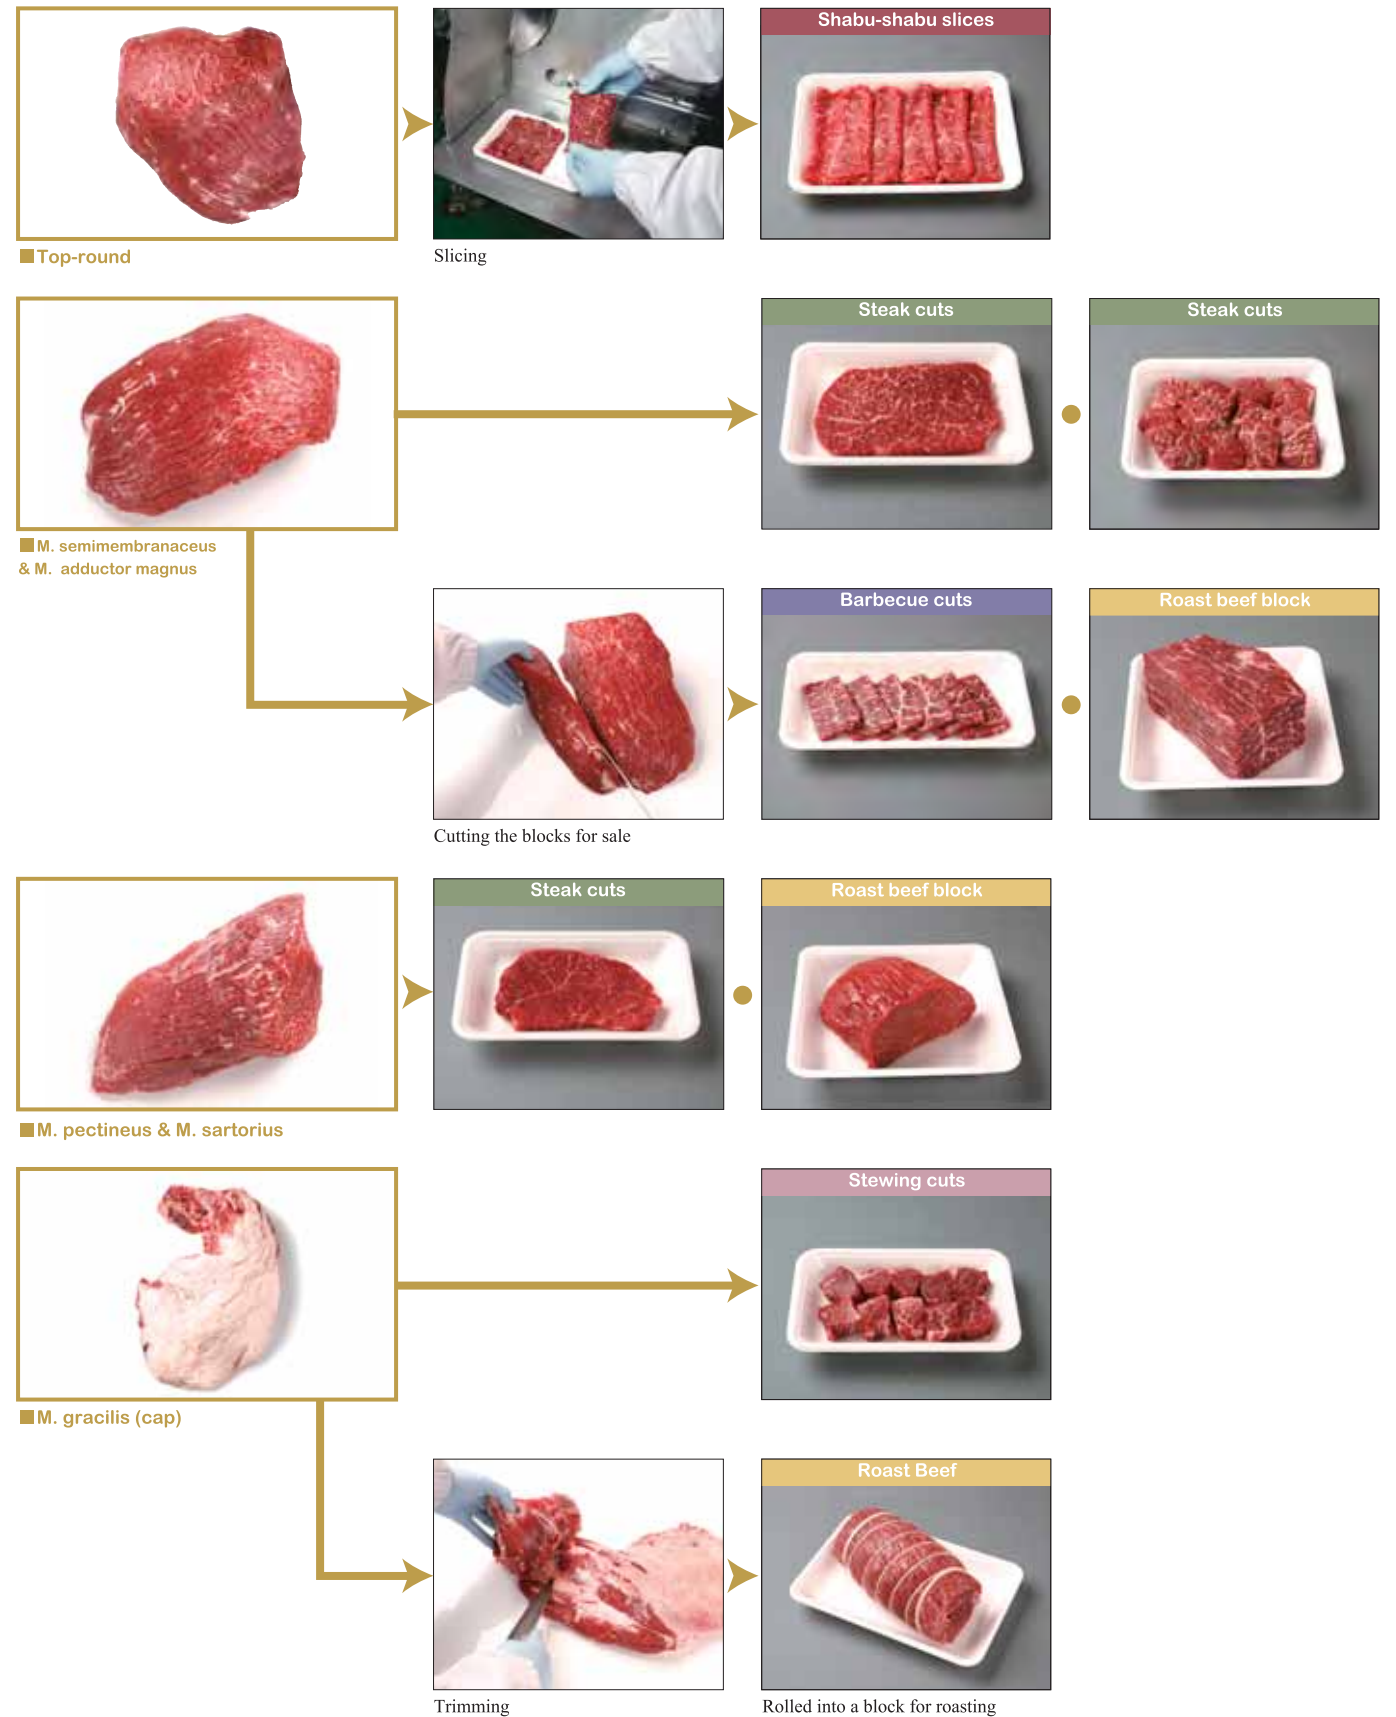 Shabu-shabu slices
Top-round
Slicing
Steak cuts
Steak cuts
M. semimembranaceus
& M. adductor magnus
Barbecue cuts
Roast beef block
Cutting the blocks for sale
Steak cuts
Roast beef block
M. pectineus & M. sartorius
Stewing cuts
M. gracilis (cap)
Roast Beef
Trimming
Rolled into a block for roasting